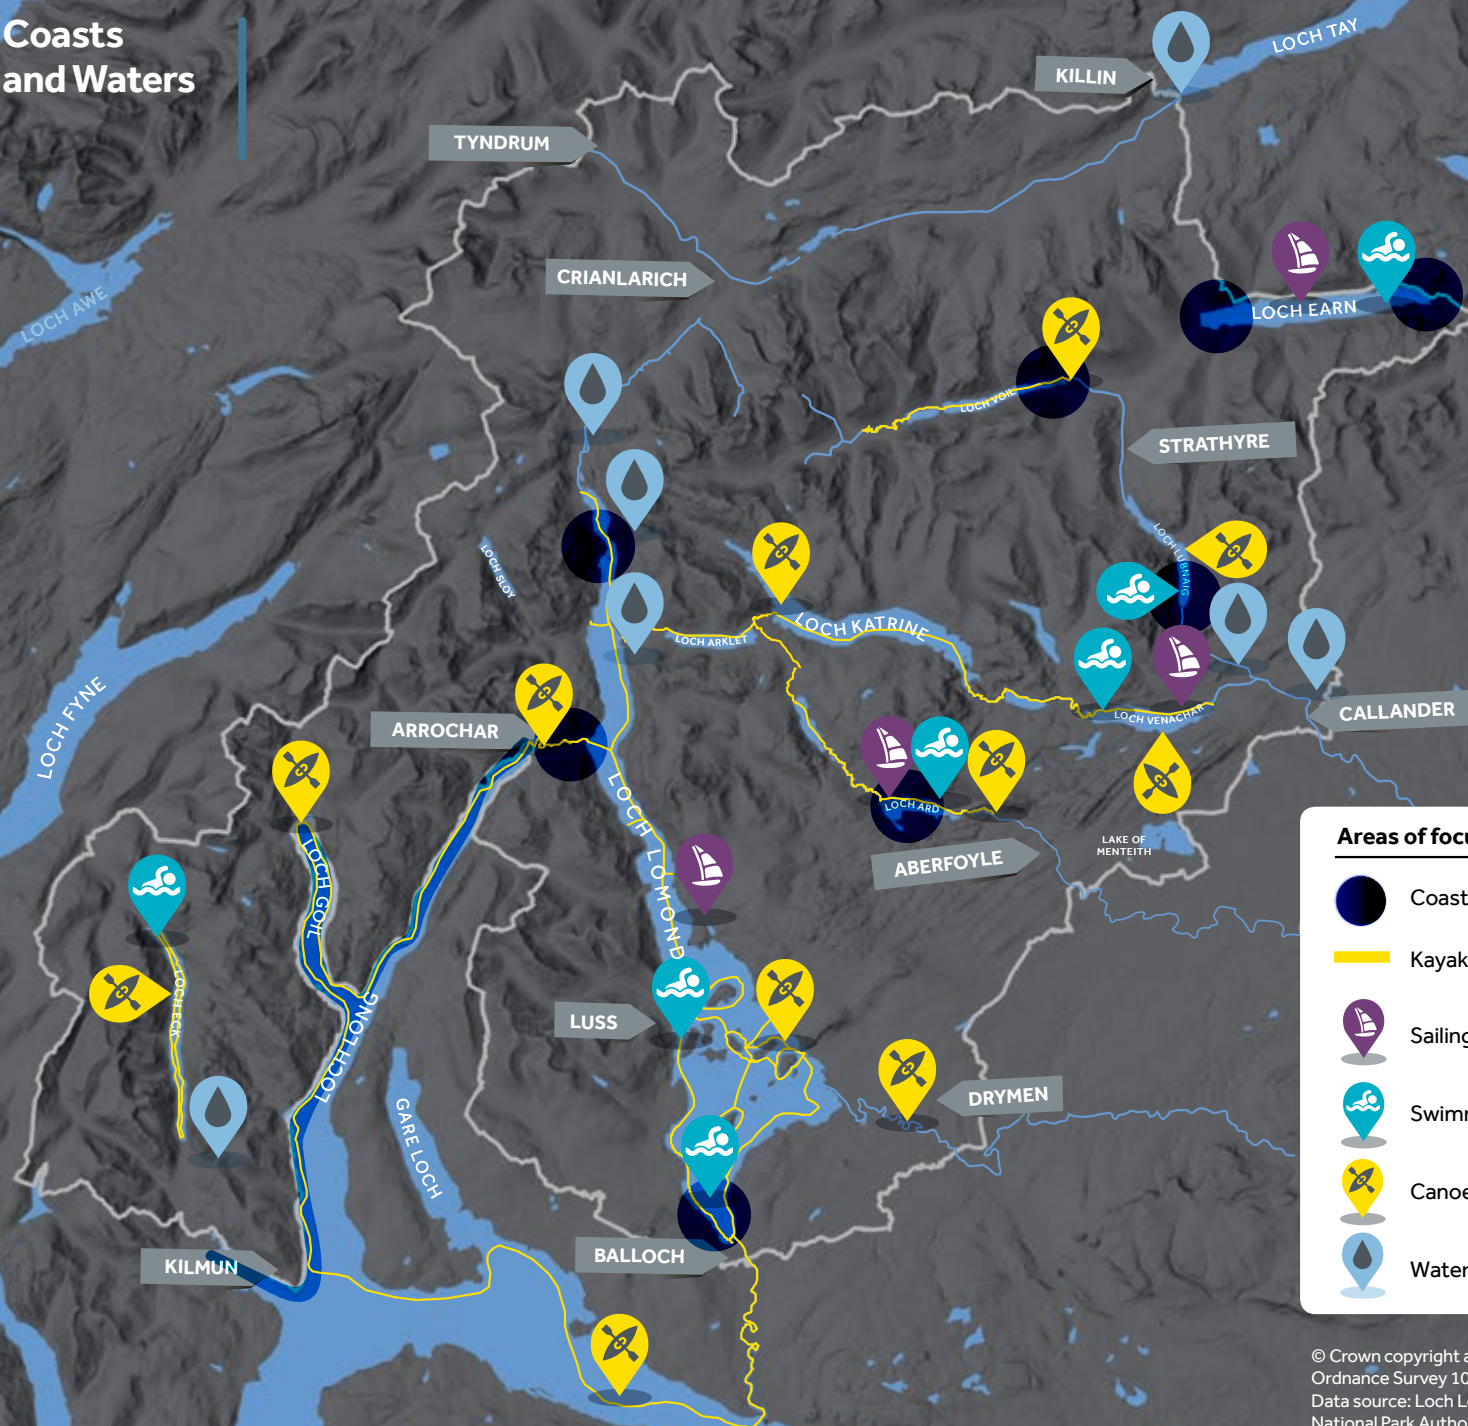 Coasts
and Waters
LOCH TAY
KILLIN
TYNDRUM
CRIANLARICH
LOCH AWE
LOCH EARN
LOCH VOIL
STRATHYRE
LOCH LUBNAIG
LOCH SLOY
LOCH KATRINE
LOCH ARKLET
LOCH FYNE
ARROCHAR
LOCH VENACHAR
CALLANDER
LOCH ARD
LOCH LOMOND
LAKE OF
MENTEITH
ABERFOYLE
LOCH GOIL
LOCH ECK
LOCH LONG
LUSS
GARE LOCH
DRYMEN
KILMUN
BALLOCH
Areas of focu
Coast
Kayak
Sailing
Swimm
Canoe
Water
© Crown copyright a
Ordnance Survey 10
Data source: Loch L
National Park Autho